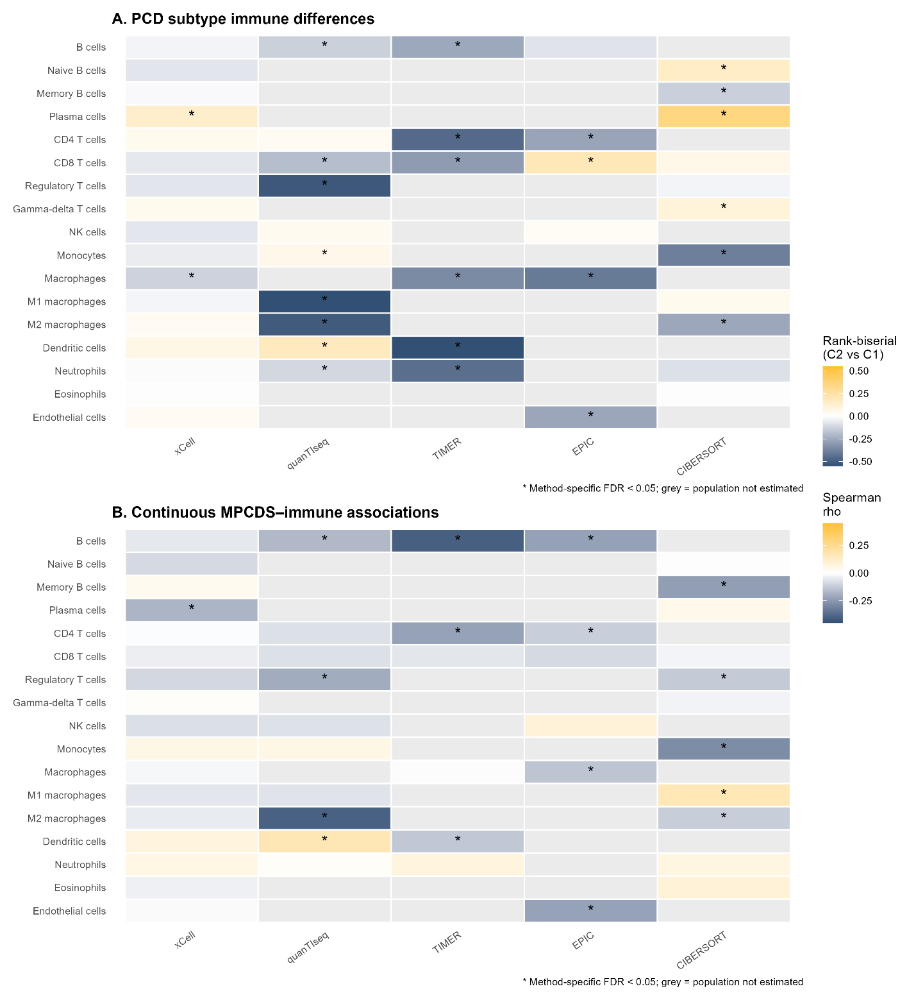 A. PCD subtype immune differences
B cells
* *
Naive B cells
*
Memory B cells
*
Plasma cells
* *
CD4 T cells
* *
CD8 T cells
* * *
Regulatory T cells
*
Gamma-delta T cells
*
NK cells
Monocytes
* *
Macrophages
* * *
M1 macrophages
*
M2 macrophages
* *
Dendritic cells
* *
Neutrophils
* *
Eosinophils
Endothelial cells
*
xCell
quanTIseq
TIMER
EPIC
CIBERSORT
* Method-specific FDR < 0.05; grey = population not estimated
Rank-biserial
(C2 vs C1)
0.50
0.25
0.00
-0.25
-0.50
Spearman
rho
0.25
0.00
-0.25
B. Continuous MPCDS–immune associations
B cells
* * *
Naive B cells
Memory B cells
*
Plasma cells
*
CD4 T cells
* *
CD8 T cells
Regulatory T cells
* *
Gamma-delta T cells
NK cells
Monocytes
*
Macrophages
*
M1 macrophages
*
M2 macrophages
* *
Dendritic cells
* *
Neutrophils
Eosinophils
Endothelial cells
*
xCell
quanTIseq
TIMER
EPIC
CIBERSORT
* Method-specific FDR < 0.05; grey = population not estimated